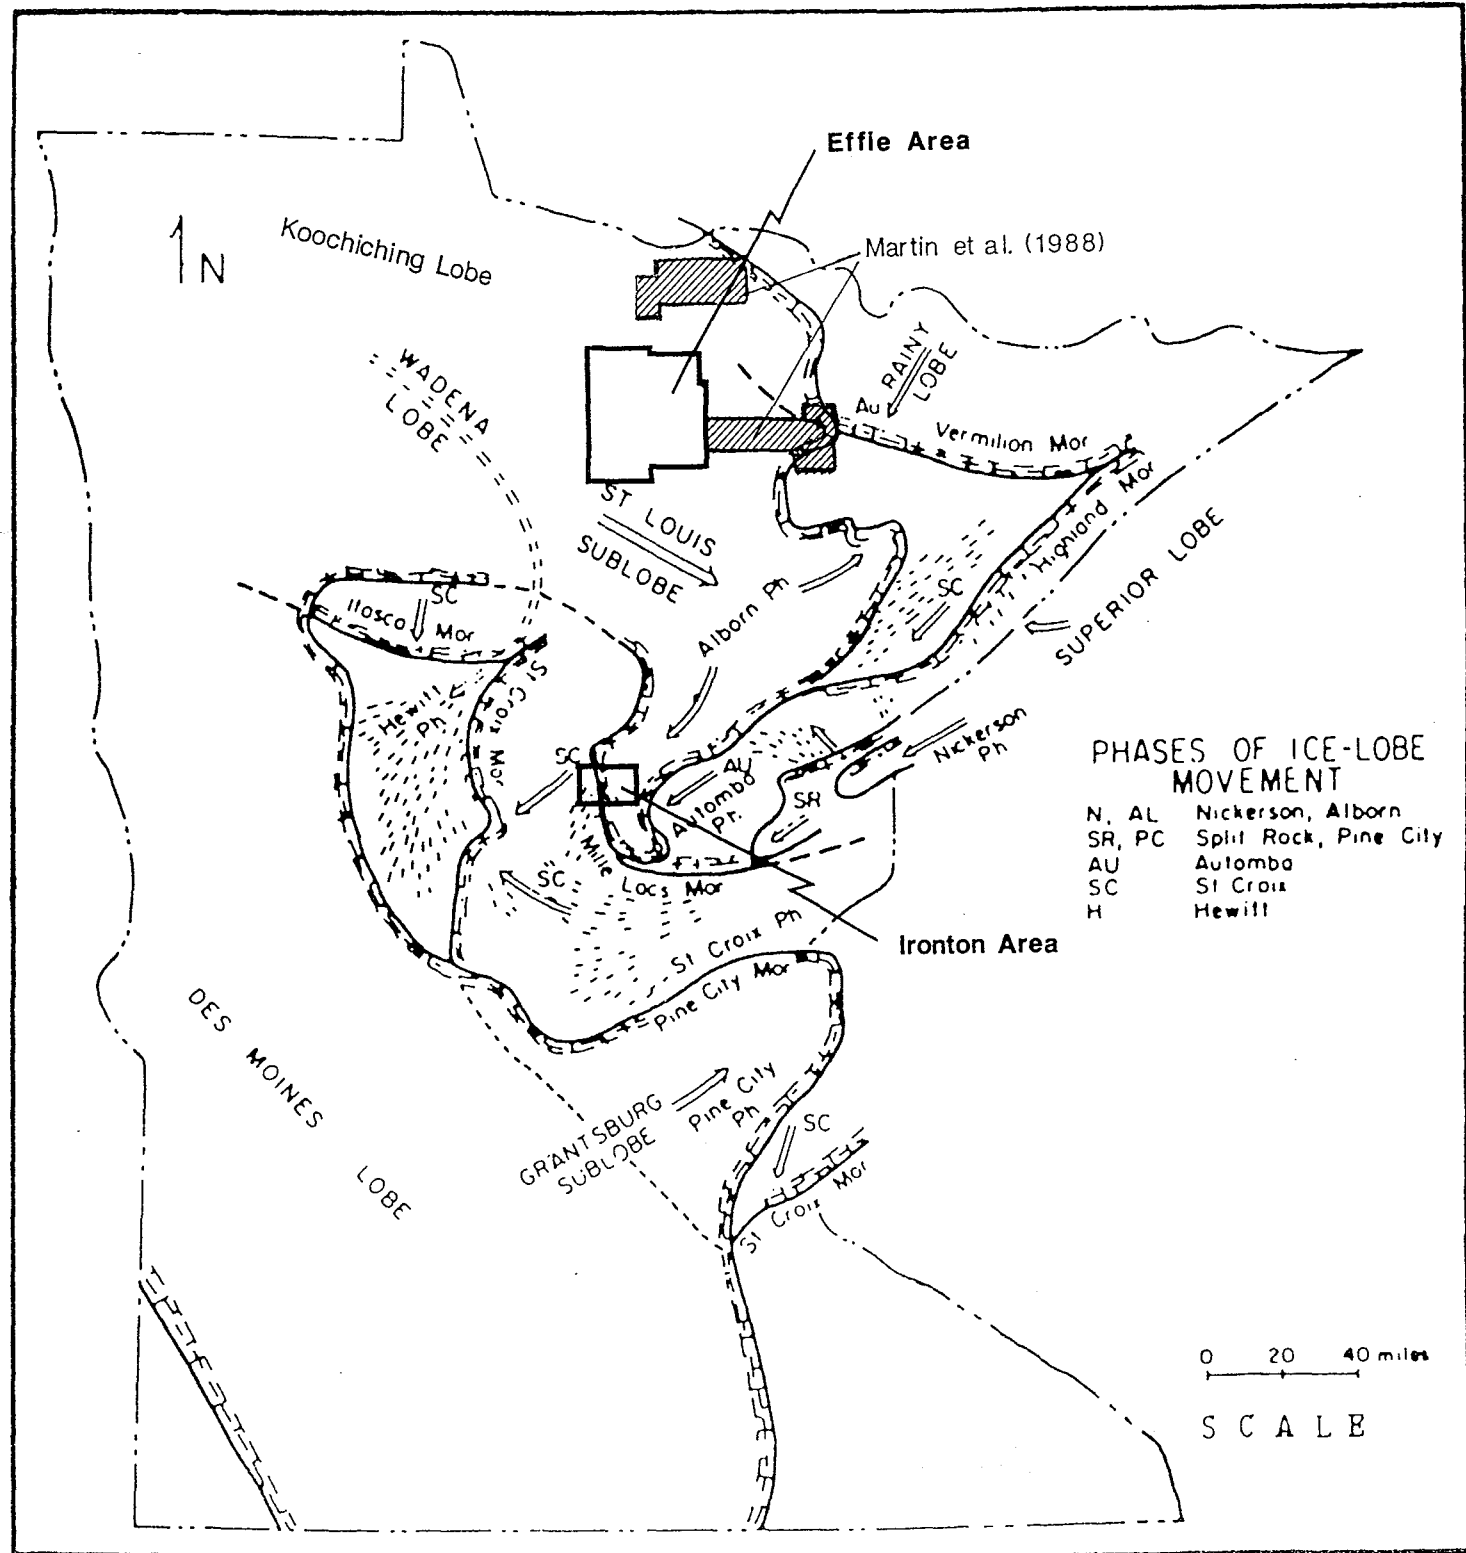 Effie Area
N
Koochiching Lobe
Martin et al. (1988)
WADENA
LOBE
RAINY
LOBE
Au
Vermilion Mor
Highland Mor
ST LOUIS
SUBLOBE
SUPERIOR LOBE
SC
Itasca Mor
SC
Alborn Ph
St Croix Mor
Hewitt
Ph
Nickerson
Ph
SC
AU
Automba
Ph.
SR
PHASES OF ICE-LOBE
MOVEMENT
N, AL Nickerson, Alborn
SR, PC Split Rock, Pine City
AU Automba
SC St Croix
H Hewitt
Mille
Lacs Mor
SC
Ironton Area
St Croix Ph
Pine City Mor
DES MOINES
LOBE
GRANTSBURG
SUBLOBE
Pine City
Ph
SC
St Croix Mor
0 20 40 miles
SCALE